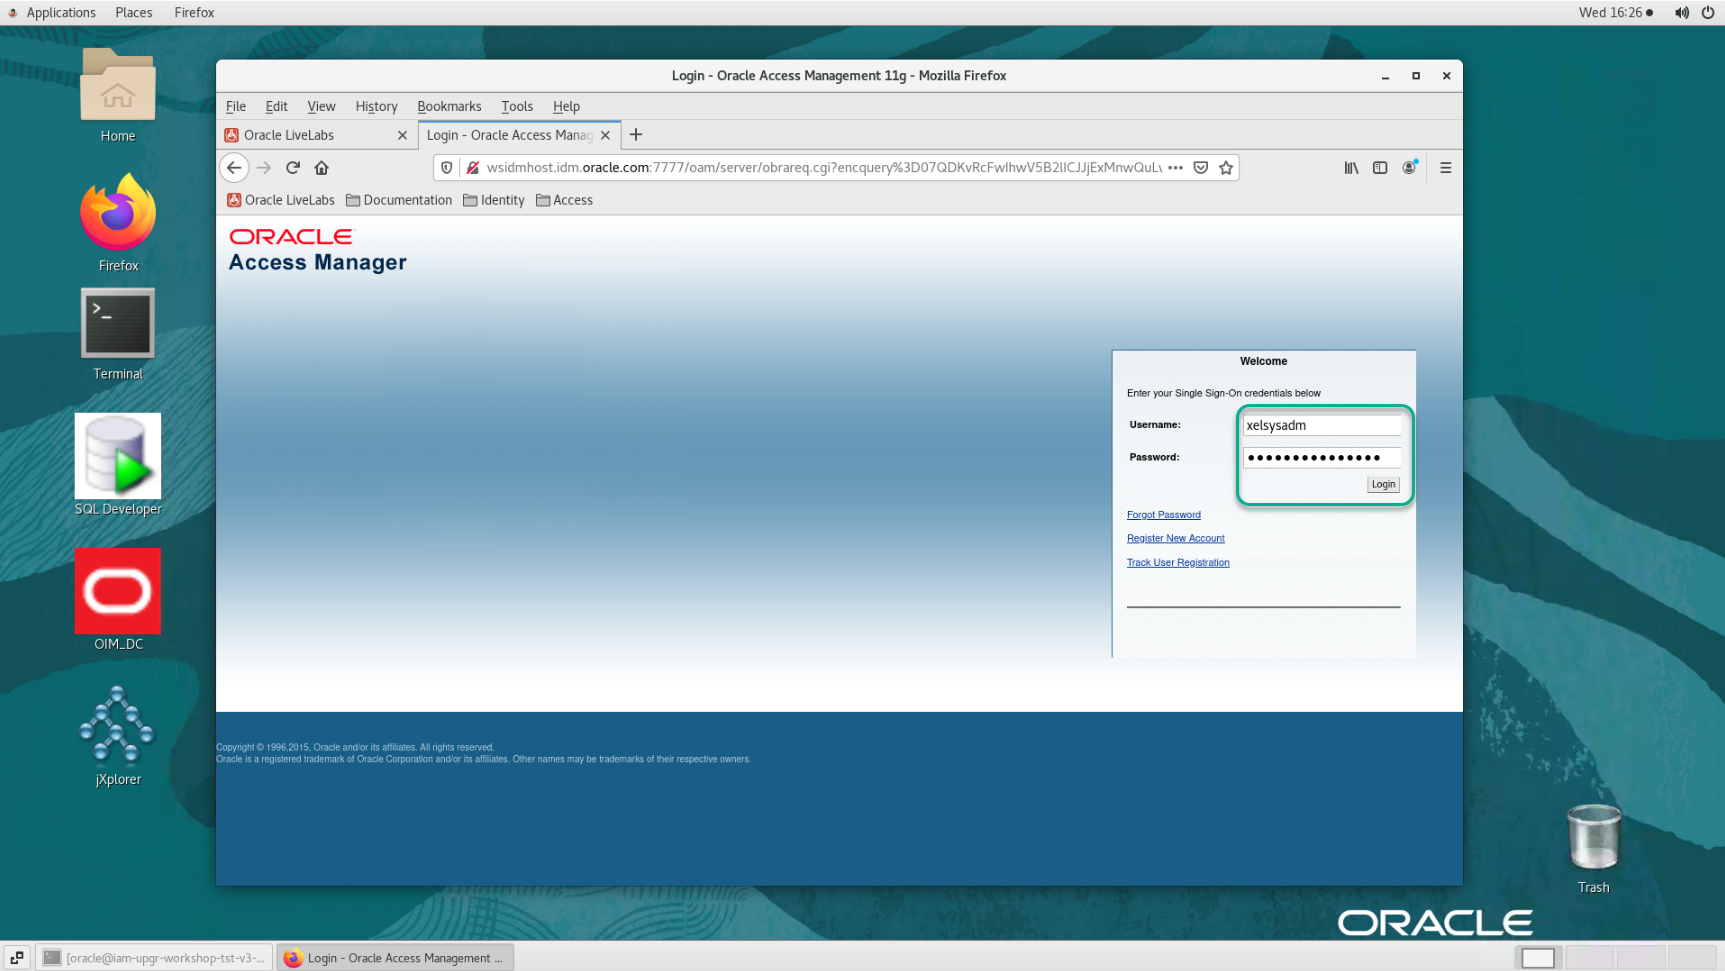 Applications Places Firefox Wed 16:26
Home
Firefox
Terminal
SQL Developer
OIM_DC
jXplorer
Login - Oracle Access Management 11g - Mozilla Firefox
File Edit View History Bookmarks Tools Help
Oracle LiveLabs Login - Oracle Access Manag
wsidmhost.idm.oracle.com:7777/oam/server/obrareq.cgi?encquery%3D07QDKvRcFwIhwV5B2lICJJjExMnwQuLv
Oracle LiveLabs Documentation Identity Access
ORACLE
Access Manager
Welcome
Enter your Single Sign-On credentials below
Username: xelsysadm
Password: •••••••••••••••
Login
Forgot Password
Register New Account
Track User Registration
Copyright © 1996,2015, Oracle and/or its affiliates. All rights reserved.
Oracle is a registered trademark of Oracle Corporation and/or its affiliates. Other names may be trademarks of their respective owners.
Trash
ORACLE
[oracle@iam-upgr-workshop-tst-v3-... Login - Oracle Access Management ...